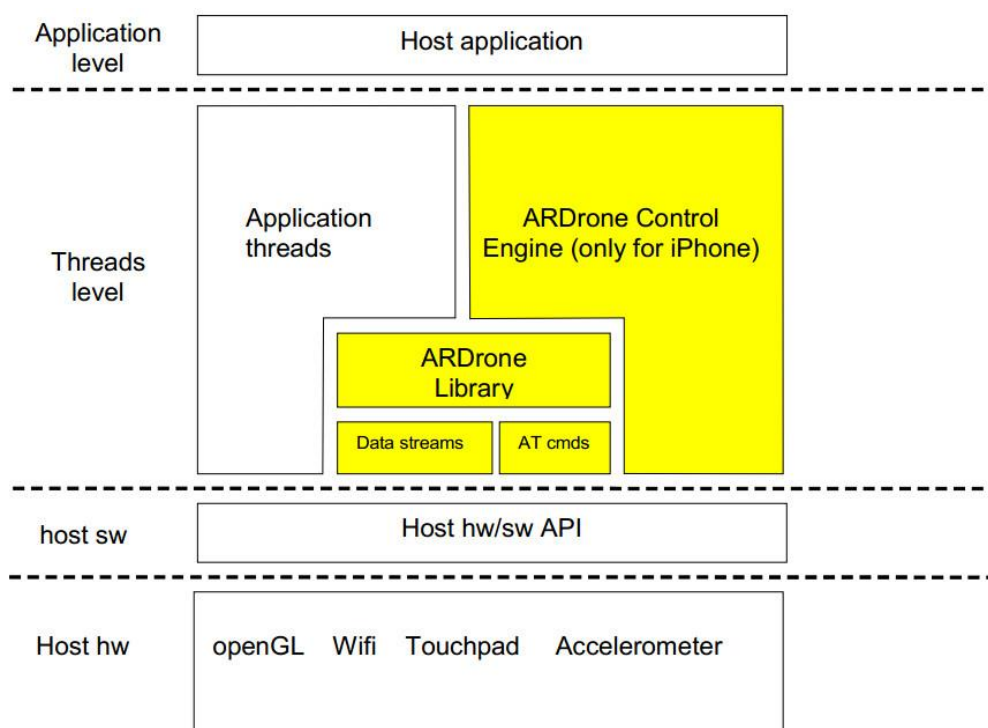 Application
level
Host application
Application
threads
ARDrone Control
Engine (only for iPhone)
Threads
level
ARDrone
Library
Data streams
AT cmds
host sw
Host hw/sw API
Host hw
openGL Wifi Touchpad Accelerometer